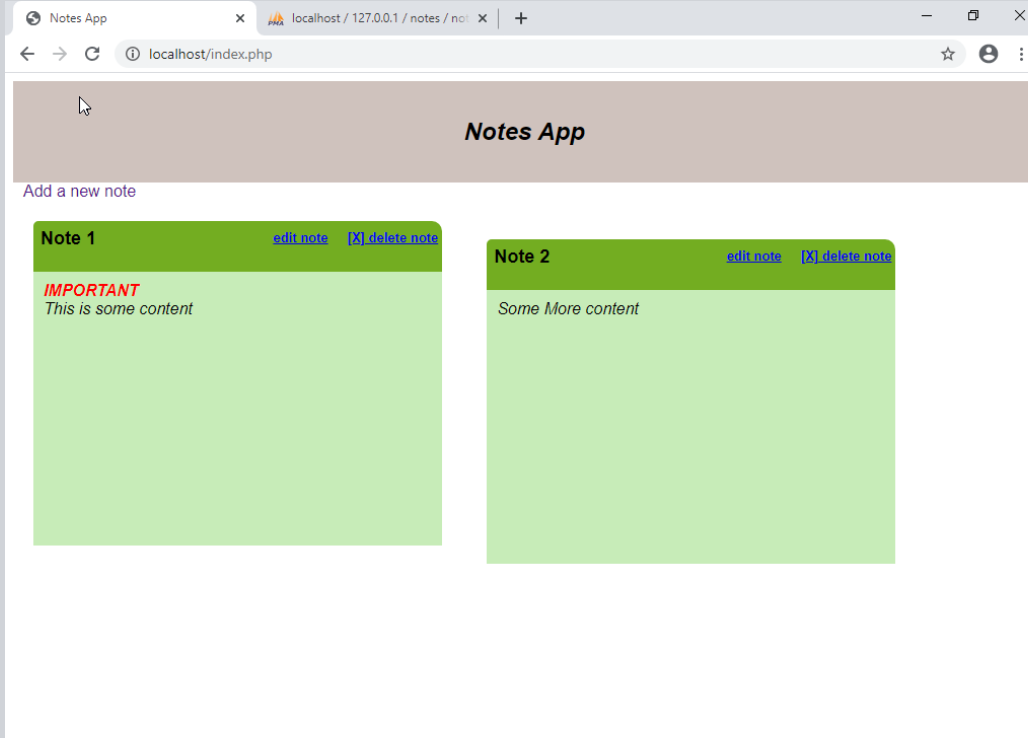 Notes App
localhost / 127.0.0.1 / notes / not
localhost/index.php
Notes App
Add a new note
Note 1 edit note [X] delete note
IMPORTANT
This is some content
Note 2 edit note [X] delete note
Some More content